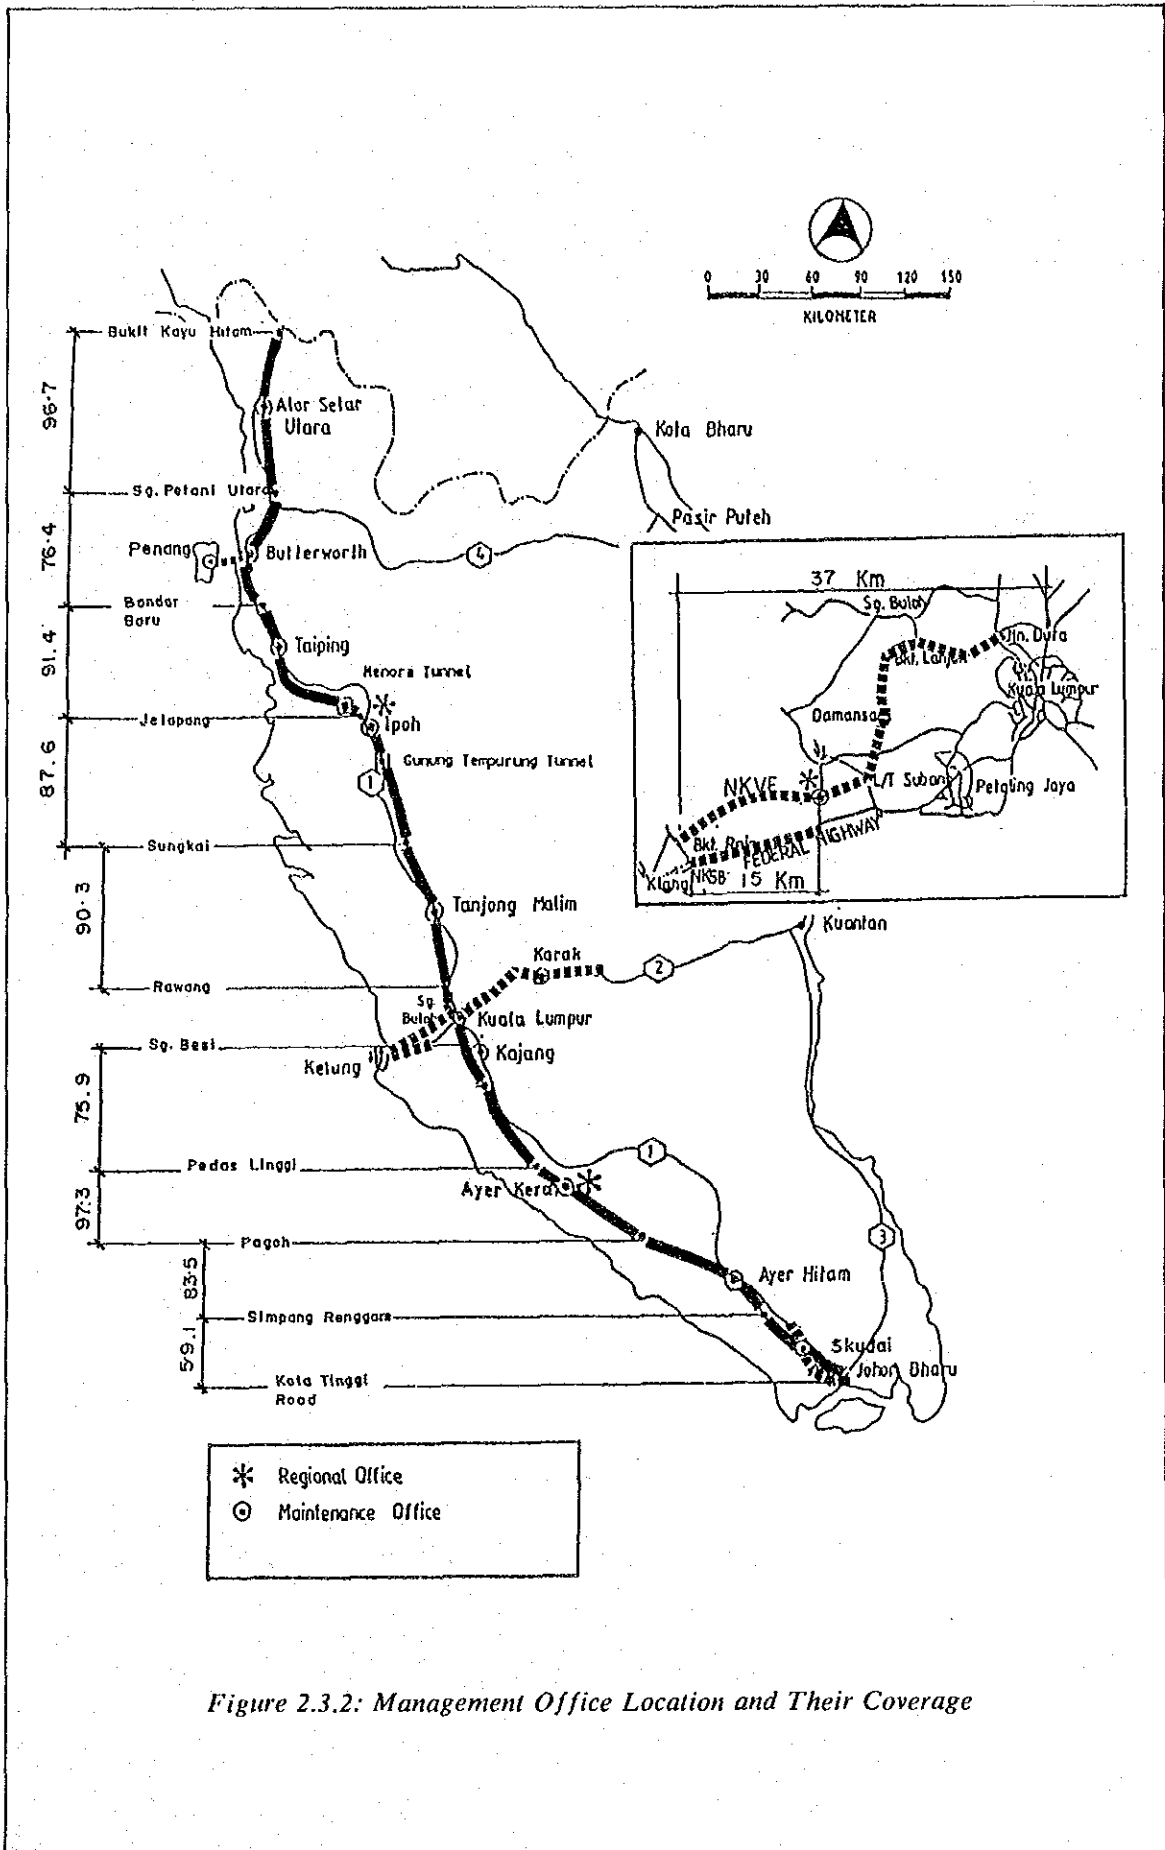 0 30 60 90 120 150
KILOMETER
Bukit Kayu Hitam
96.7
Alor Setar
Utara
Kota Bharu
Sg. Petani Utara
Pasir Puteh
76.4
Penang
Butterworth
4
Bandar
Baru
91.4
Taiping
Menora Tunnel
Jelapang
Ipoh
87.6
1
Gunung Tempurung Tunnel
Sungkai
37 Km
Sg. Buloh
Jln. Duta
Bkt. Lanjan
Kuala Lumpur
Damansara
L/T Subang
Petaling Jaya
NKVE
Bkt. Raja
FEDERAL HIGHWAY
Klang
NKSB
15 Km
90.3
Tanjong Malim
Kuantan
Karak
2
Rawang
Sg.
Buloh
Kuala Lumpur
Sg. Besi
Kelang
Kajang
75.9
1
Pedas Linggi
Ayer Keroh
97.3
Pagoh
3
83.5
Ayer Hitam
Simpang Renggam
59.1
Skudai
Johor Bharu
Kota Tinggi
Road
Regional Office
Maintenance Office
Figure 2.3.2: Management Office Location and Their Coverage